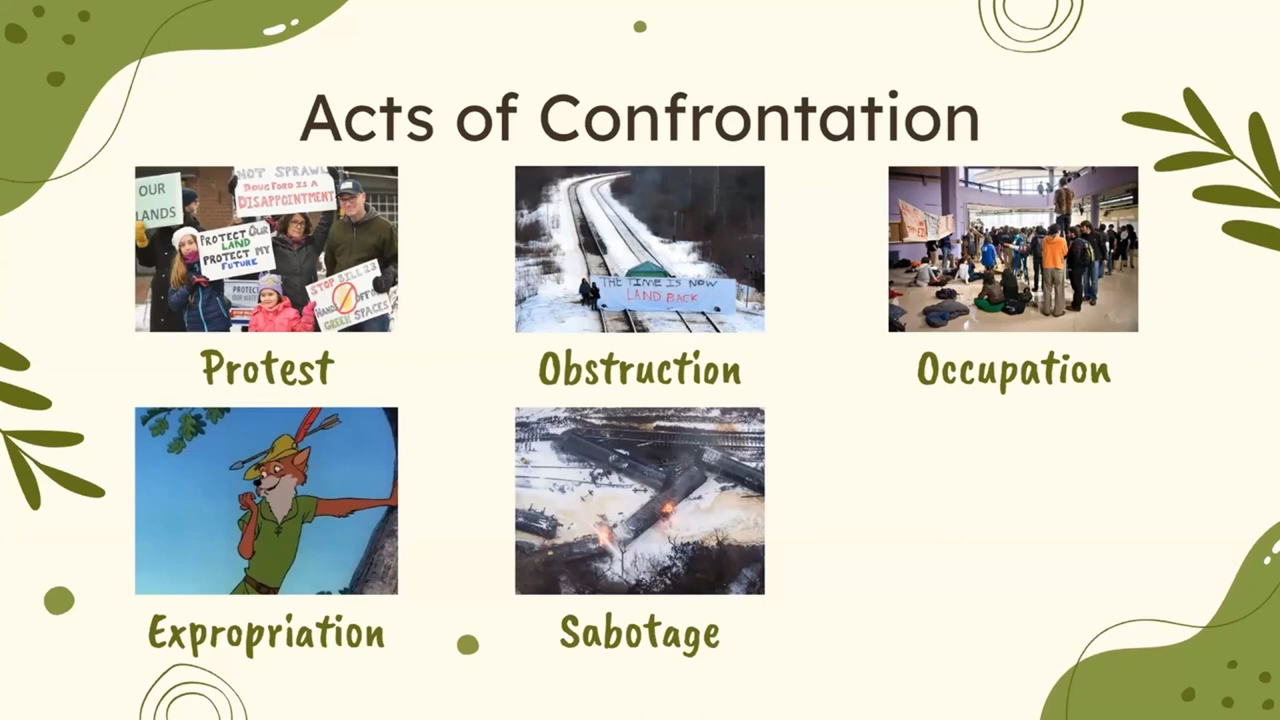 Acts of Confrontation
OUR
LANDS
NOT SPRAWL
DOUG FORD IS A
DISAPPOINTMENT
PROTECT OUR
LAND
PROTECT MY
FUTURE
PROTECT
STOP BILL 23
HANDS OFF
GREEN SPACES
THE TIME IS NOW
LAND BACK
Protest
Obstruction
Occupation
Expropriation
Sabotage